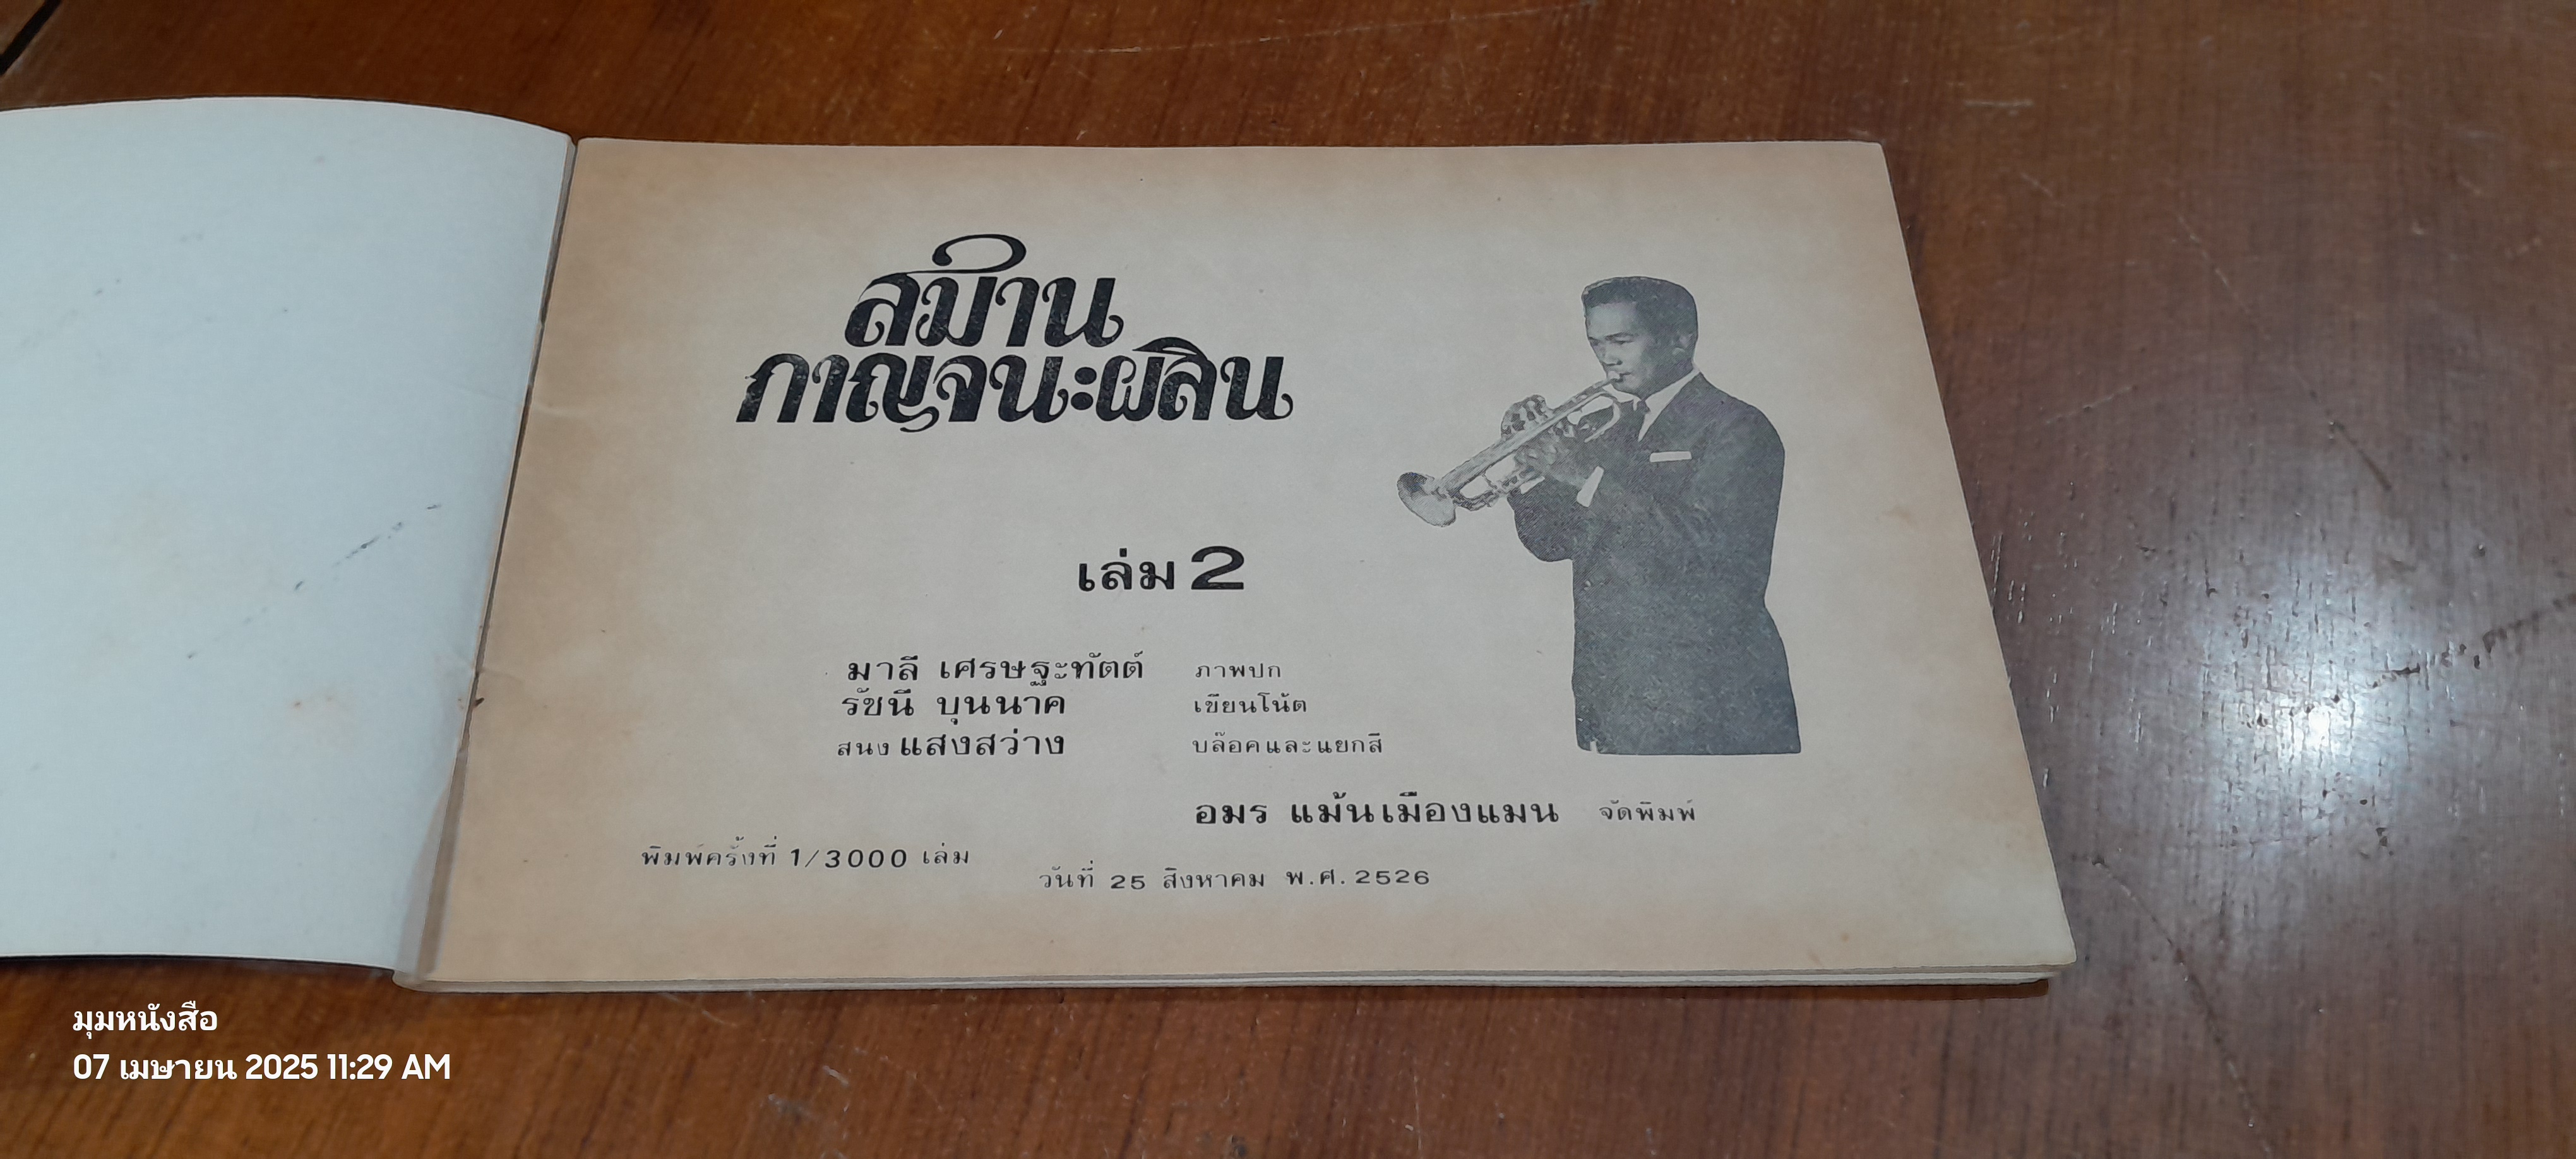 สมาน
กาญจนะผลิน
เล่ม 2
มาลี เศรษฐะทัตต์ ภาพปก
รัชนี บุนนาค เขียนโน้ต
สนง แสงสว่าง บล๊อคและแยกสี
อมร แม้นเมืองแมน จัดพิมพ์
พิมพ์ครั้งที่ 1/3000 เล่ม
วันที่ 25 สิงหาคม พ.ศ. 2526
มุมหนังสือ
07 เมษายน 2025 11:29 AM